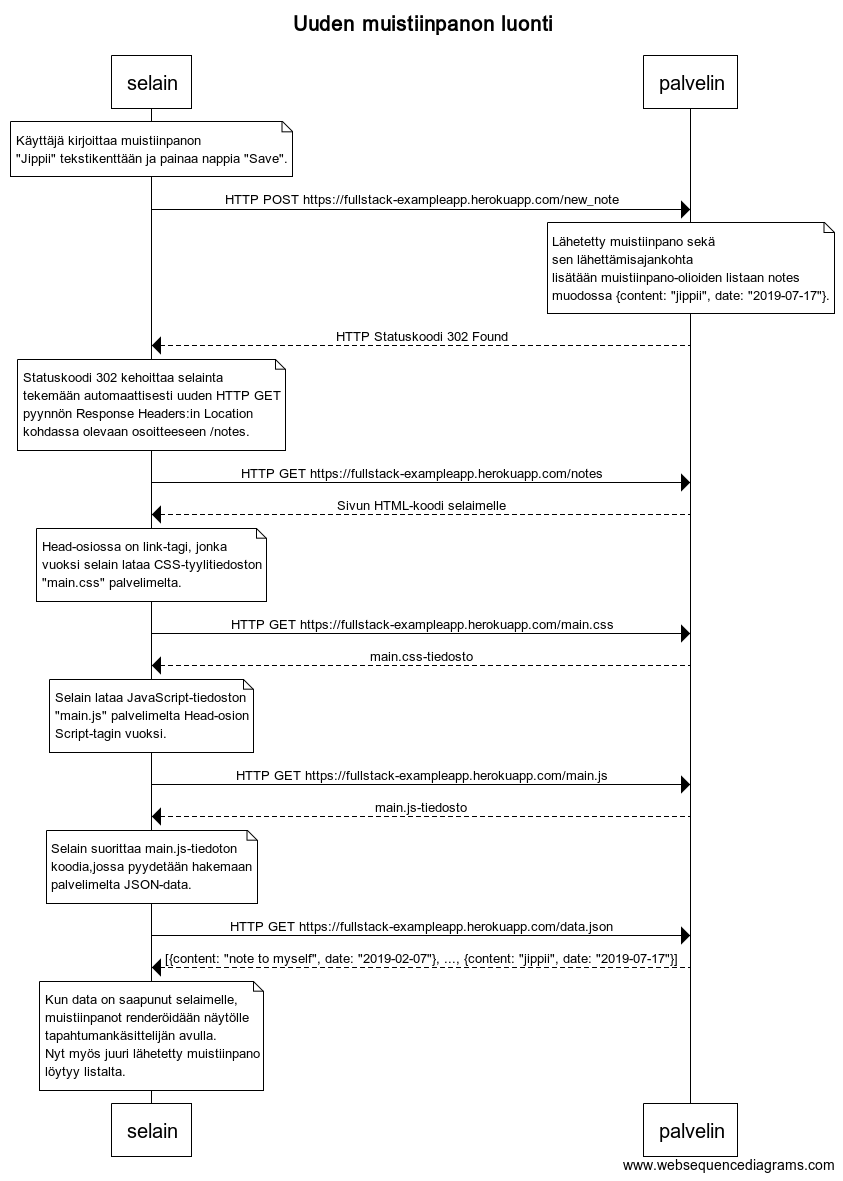 Uuden muistiinpanon luonti
selain
palvelin
Käyttäjä kirjoittaa muistiinpanon
"Jippii" tekstikenttään ja painaa nappia "Save".
HTTP POST https://fullstack-exampleapp.herokuapp.com/new_note
Lähetetty muistiinpano sekä
sen lähettämisajankohta
lisätään muistiinpano-olioiden listaan notes
muodossa {content: "jippii", date: "2019-07-17"}.
HTTP Statuskoodi 302 Found
Statuskoodi 302 kehoittaa selainta
tekemään automaattisesti uuden HTTP GET
pyynnön Response Headers:in Location
kohdassa olevaan osoitteeseen /notes.
HTTP GET https://fullstack-exampleapp.herokuapp.com/notes
Sivun HTML-koodi selaimelle
Head-osiossa on link-tagi, jonka
vuoksi selain lataa CSS-tyylitiedoston
"main.css" palvelimelta.
HTTP GET https://fullstack-exampleapp.herokuapp.com/main.css
main.css-tiedosto
Selain lataa JavaScript-tiedoston
"main.js" palvelimelta Head-osion
Script-tagin vuoksi.
HTTP GET https://fullstack-exampleapp.herokuapp.com/main.js
main.js-tiedosto
Selain suorittaa main.js-tiedoton
koodia,jossa pyydetään hakemaan
palvelimelta JSON-data.
HTTP GET https://fullstack-exampleapp.herokuapp.com/data.json
[{content: "note to myself", date: "2019-02-07"}, ..., {content: "jippii", date: "2019-07-17"}]
Kun data on saapunut selaimelle,
muistiinpanot renderöidään näytölle
tapahtumankäsittelijän avulla.
Nyt myös juuri lähetetty muistiinpano
löytyy listalta.
selain
palvelin
www.websequencediagrams.com